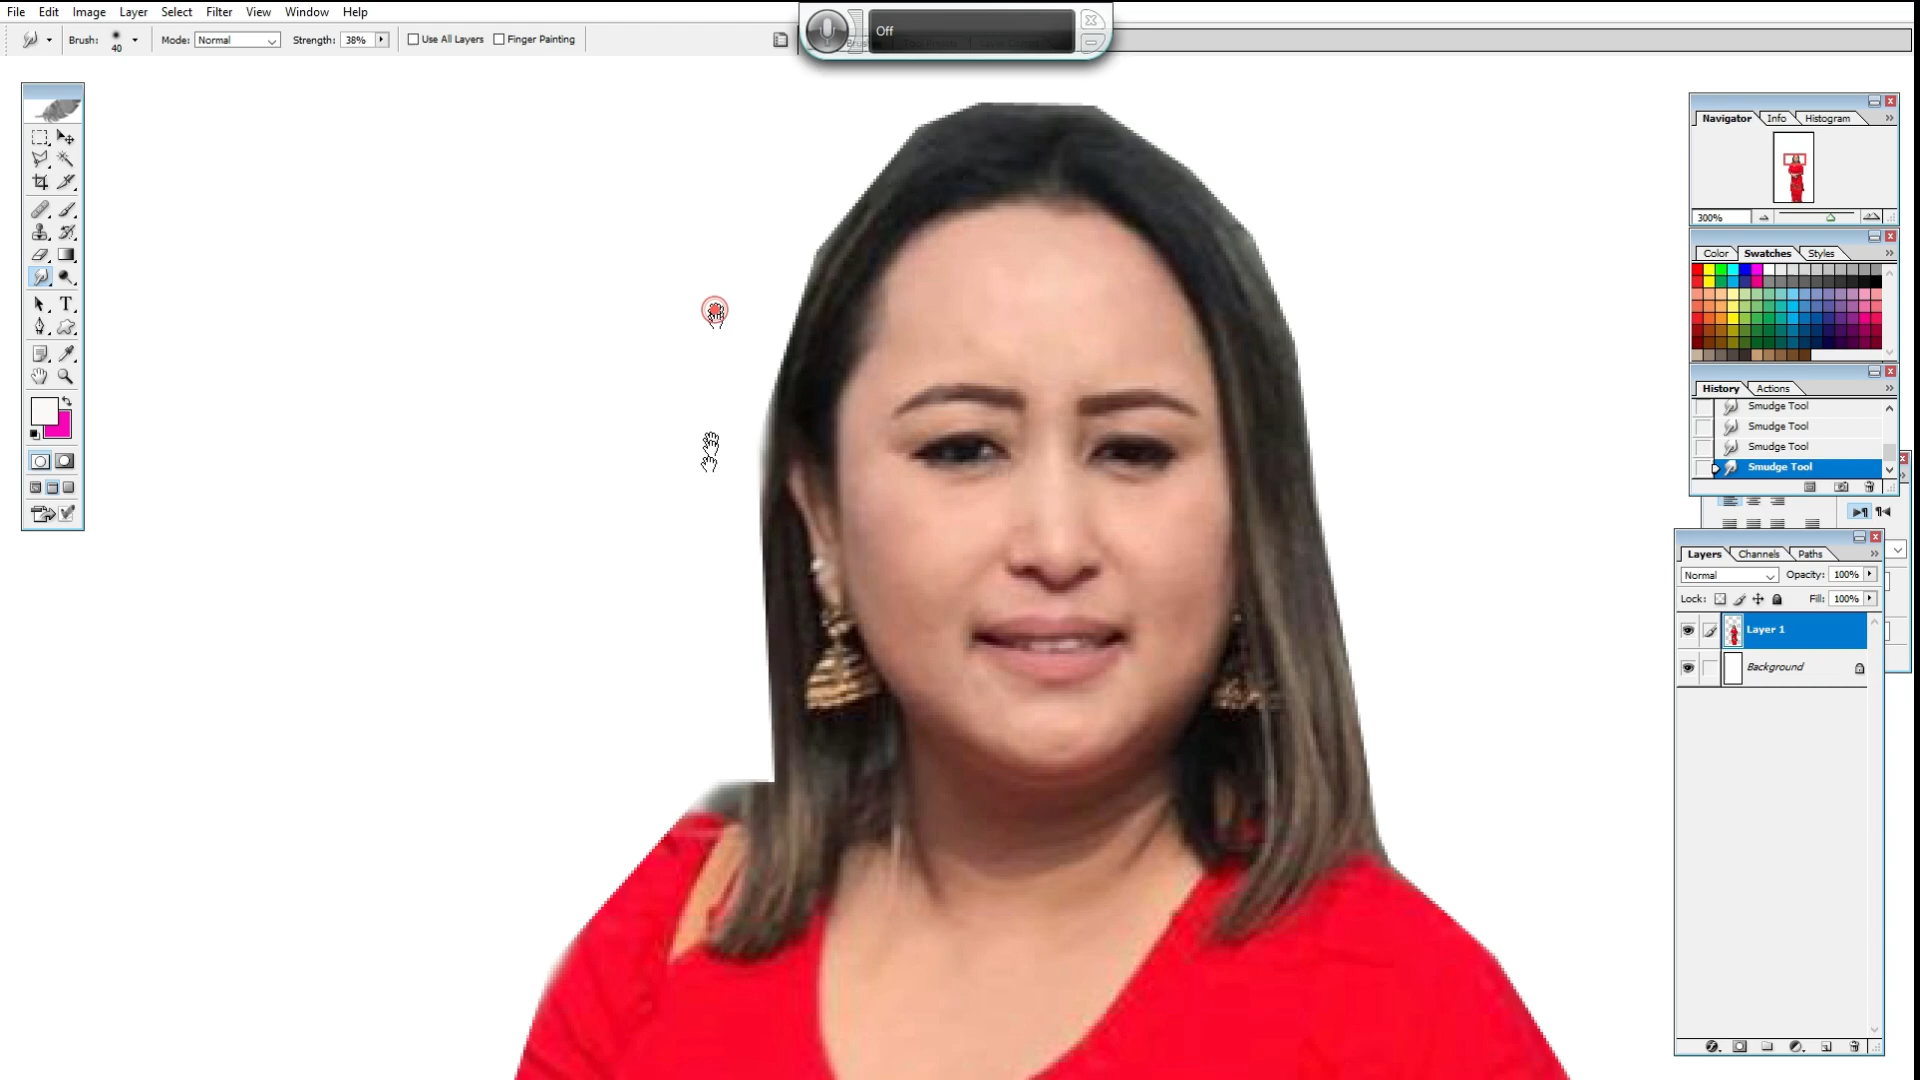 File Edit Image Layer Select Filter View Window Help
Off
Brush: 40 Mode: Normal Strength: 38% Use All Layers Finger Painting
Navigator Info Histogram
300%
Color Swatches Styles
History Actions
Smudge Tool
Smudge Tool
Smudge Tool
Smudge Tool
Layers Channels Paths
Normal Opacity: 100%
Lock: Fill: 100%
Layer 1
Background
T